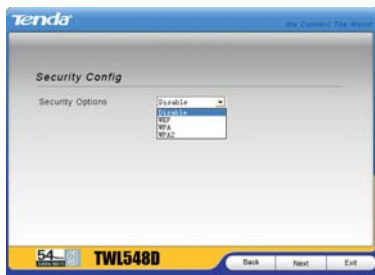 Tenda
We Connect The World
Security Config
Security Options
Disable
Disable
WEP
WPA
WPA2
54
TWL548D
Back
Next
Exit